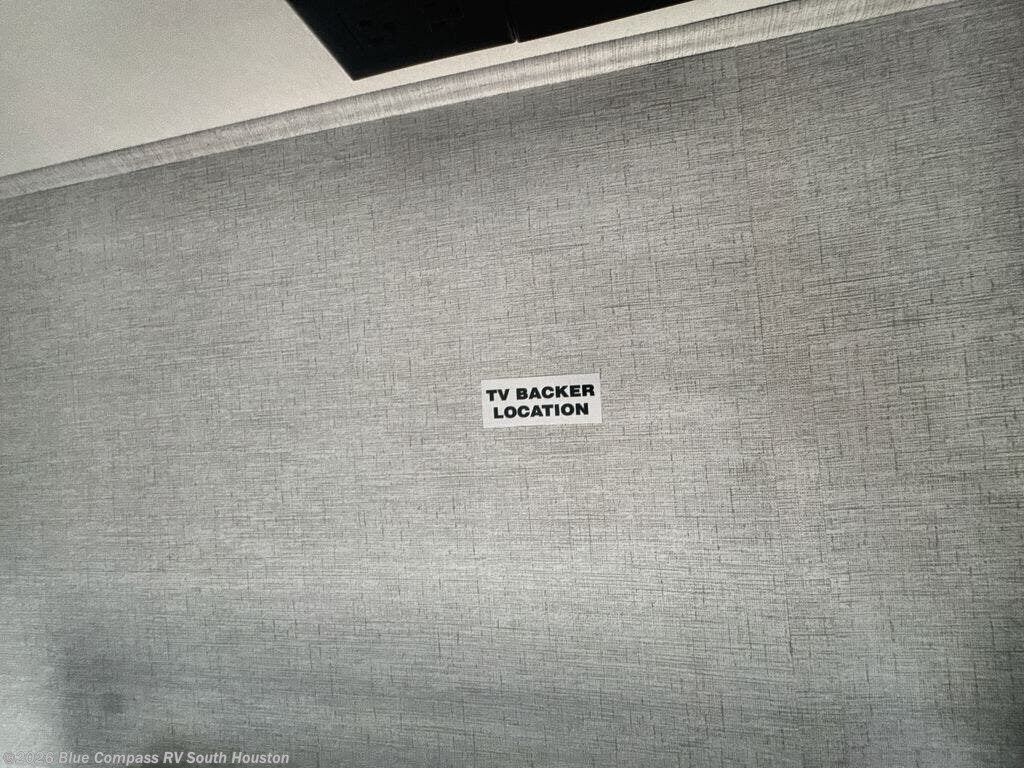 TV BACKER
LOCATION
©2026 Blue Compass RV South Houston